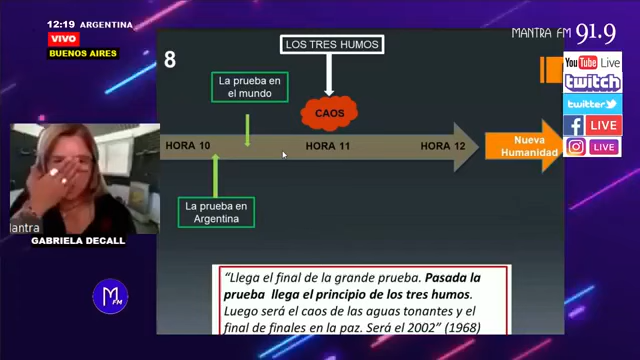 12:19 ARGENTINA
VIVO
BUENOS AIRES
MANTRA FM 91.9
YouTube Live
twitch
twitter
LIVE
LIVE
8
LOS TRES HUMOS
La prueba en
el mundo
CAOS
HORA 10
HORA 11
HORA 12
Nueva
Humanidad
La prueba en
Argentina
Mantra
GABRIELA DECALL
M FM
“Llega el final de la grande prueba. Pasada la
prueba llega el principio de los tres humos.
Luego será el caos de las aguas tonantes y el
final de finales en la paz. Será el 2002” (1968)